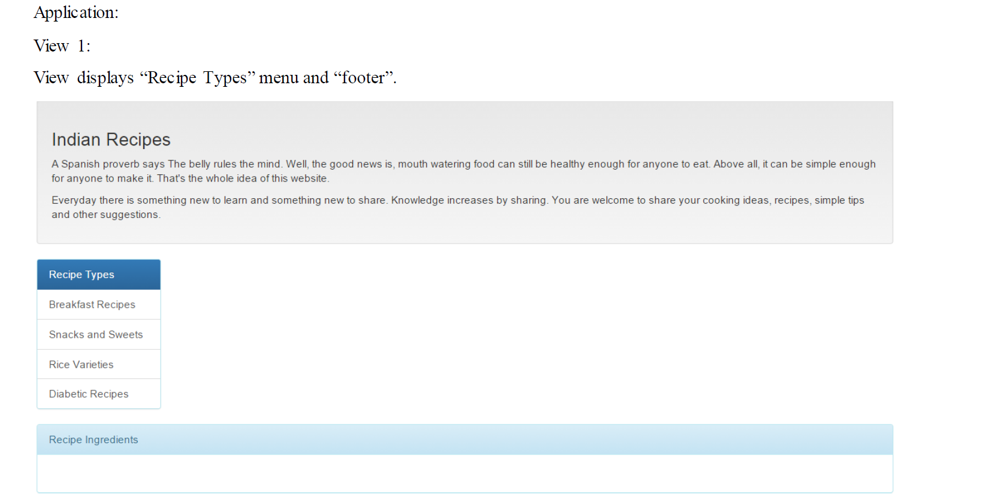 Application:
View 1:
View displays “Recipe Types” menu and “footer”.
Indian Recipes
A Spanish proverb says The belly rules the mind. Well, the good news is, mouth watering food can still be healthy enough for anyone to eat. Above all, it can be simple enough
for anyone to make it. That's the whole idea of this website.
Everyday there is something new to learn and something new to share. Knowledge increases by sharing. You are welcome to share your cooking ideas, recipes, simple tips
and other suggestions.
Recipe Types
Breakfast Recipes
Snacks and Sweets
Rice Varieties
Diabetic Recipes
Recipe Ingredients